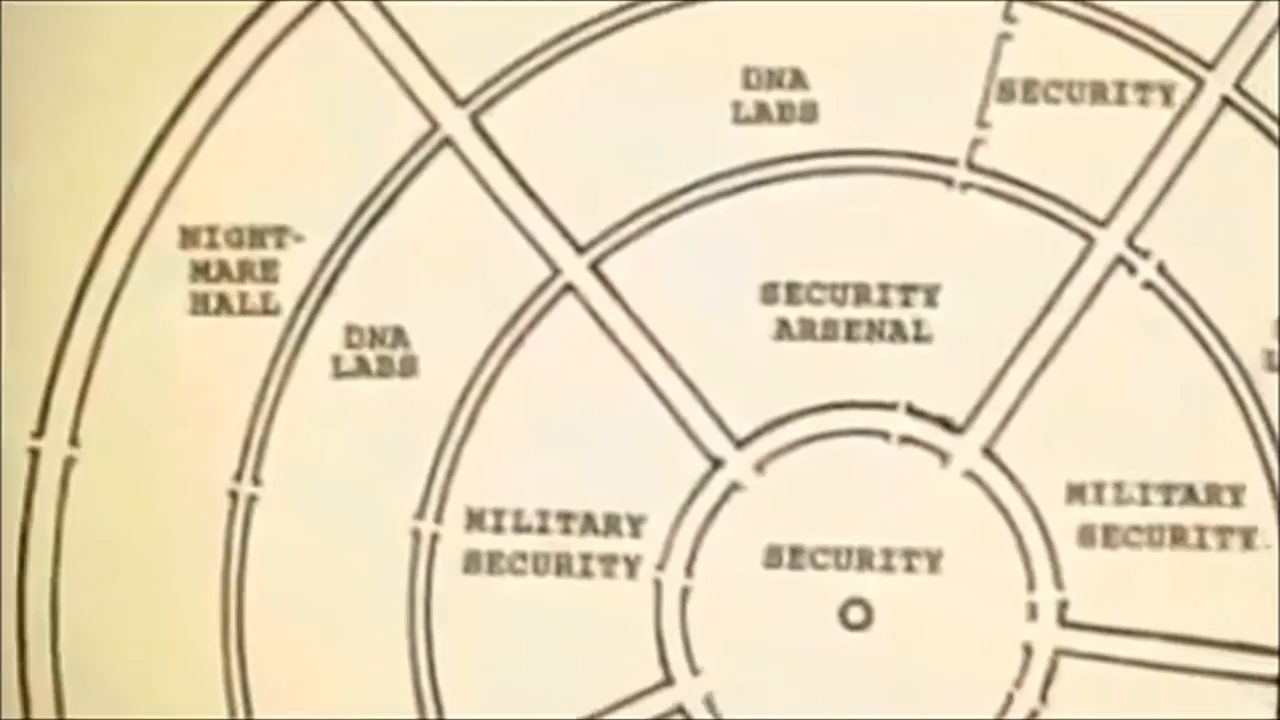 DNA
LABS
SECURITY
NIGHT-
MARE
HALL
DNA
LABS
SECURITY
ARSENAL
MILITARY
SECURITY
SECURITY
MILITARY
SECURITY.